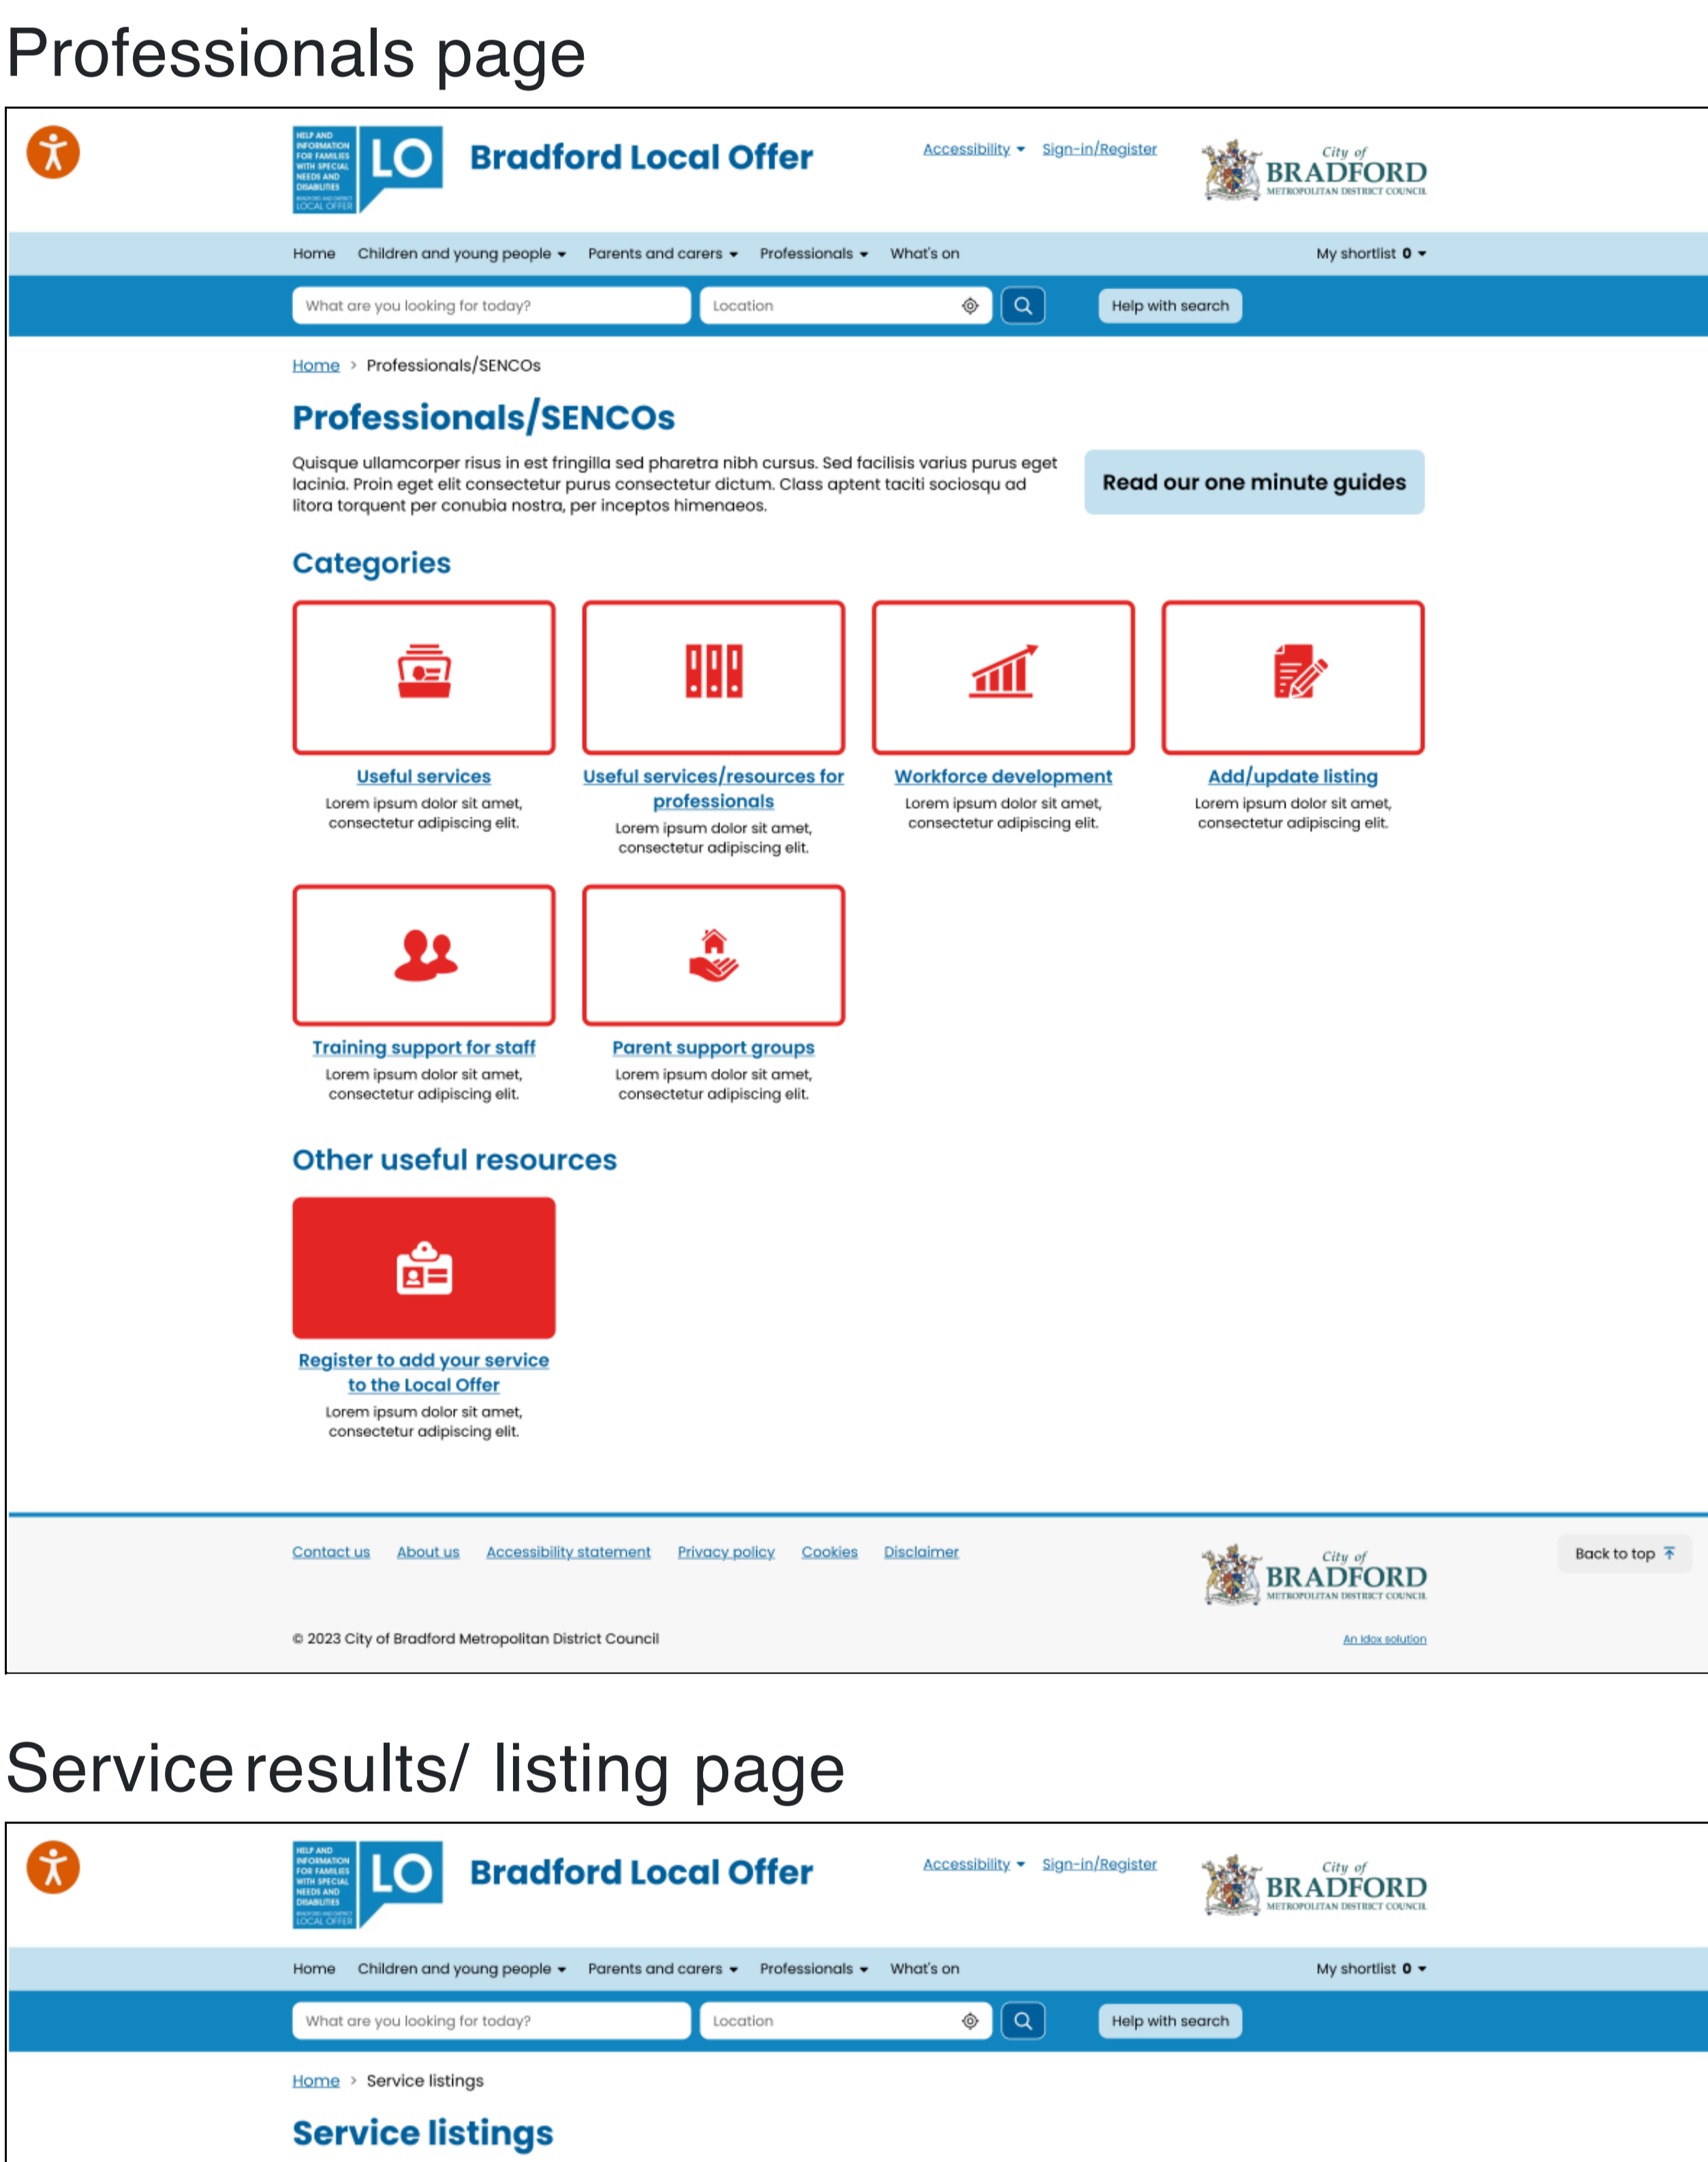 Professionals page
HELP AND
INFORMATION
FOR FAMILIES
WITH SPECIAL
NEEDS AND
DISABILITIES
BRADFORD AND DISTRICT
LOCAL OFFER
LO
Bradford Local Offer
Accessibility
Sign-in/Register
City of
BRADFORD
METROPOLITAN DISTRICT COUNCIL
Home Children and young people Parents and carers Professionals What's on My shortlist 0
What are you looking for today? Location Help with search
Home > Professionals/SENCOs
Professionals/SENCOs
Quisque ullamcorper risus in est fringilla sed pharetra nibh cursus. Sed facilisis varius purus eget
lacinia. Proin eget elit consectetur purus consectetur dictum. Class aptent taciti sociosqu ad
litora torquent per conubia nostra, per inceptos himenaeos.
Read our one minute guides
Categories
Useful services
Lorem ipsum dolor sit amet,
consectetur adipiscing elit.
Useful services/resources for
professionals
Lorem ipsum dolor sit amet,
consectetur adipiscing elit.
Workforce development
Lorem ipsum dolor sit amet,
consectetur adipiscing elit.
Add/update listing
Lorem ipsum dolor sit amet,
consectetur adipiscing elit.
Training support for staff
Lorem ipsum dolor sit amet,
consectetur adipiscing elit.
Parent support groups
Lorem ipsum dolor sit amet,
consectetur adipiscing elit.
Other useful resources
Register to add your service
to the Local Offer
Lorem ipsum dolor sit amet,
consectetur adipiscing elit.
Contact us About us Accessibility statement Privacy policy Cookies Disclaimer
City of
BRADFORD
METROPOLITAN DISTRICT COUNCIL
Back to top
© 2023 City of Bradford Metropolitan District Council
An Idox solution
Service results/ listing page
HELP AND
INFORMATION
FOR FAMILIES
WITH SPECIAL
NEEDS AND
DISABILITIES
BRADFORD AND DISTRICT
LOCAL OFFER
LO
Bradford Local Offer
Accessibility
Sign-in/Register
City of
BRADFORD
METROPOLITAN DISTRICT COUNCIL
Home Children and young people Parents and carers Professionals What's on My shortlist 0
What are you looking for today? Location Help with search
Home > Service listings
Service listings